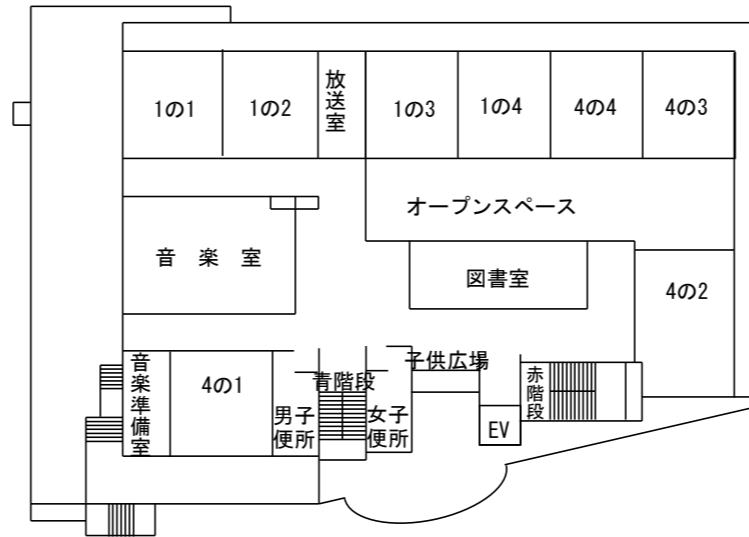 1の1
1の2
放送室
1の3
1の4
4の4
4の3
オープンスペース
音 楽 室
図書室
4の2
音楽準備室
4の1
男子
便所
青階段
女子
便所
子供広場
EV
赤階段